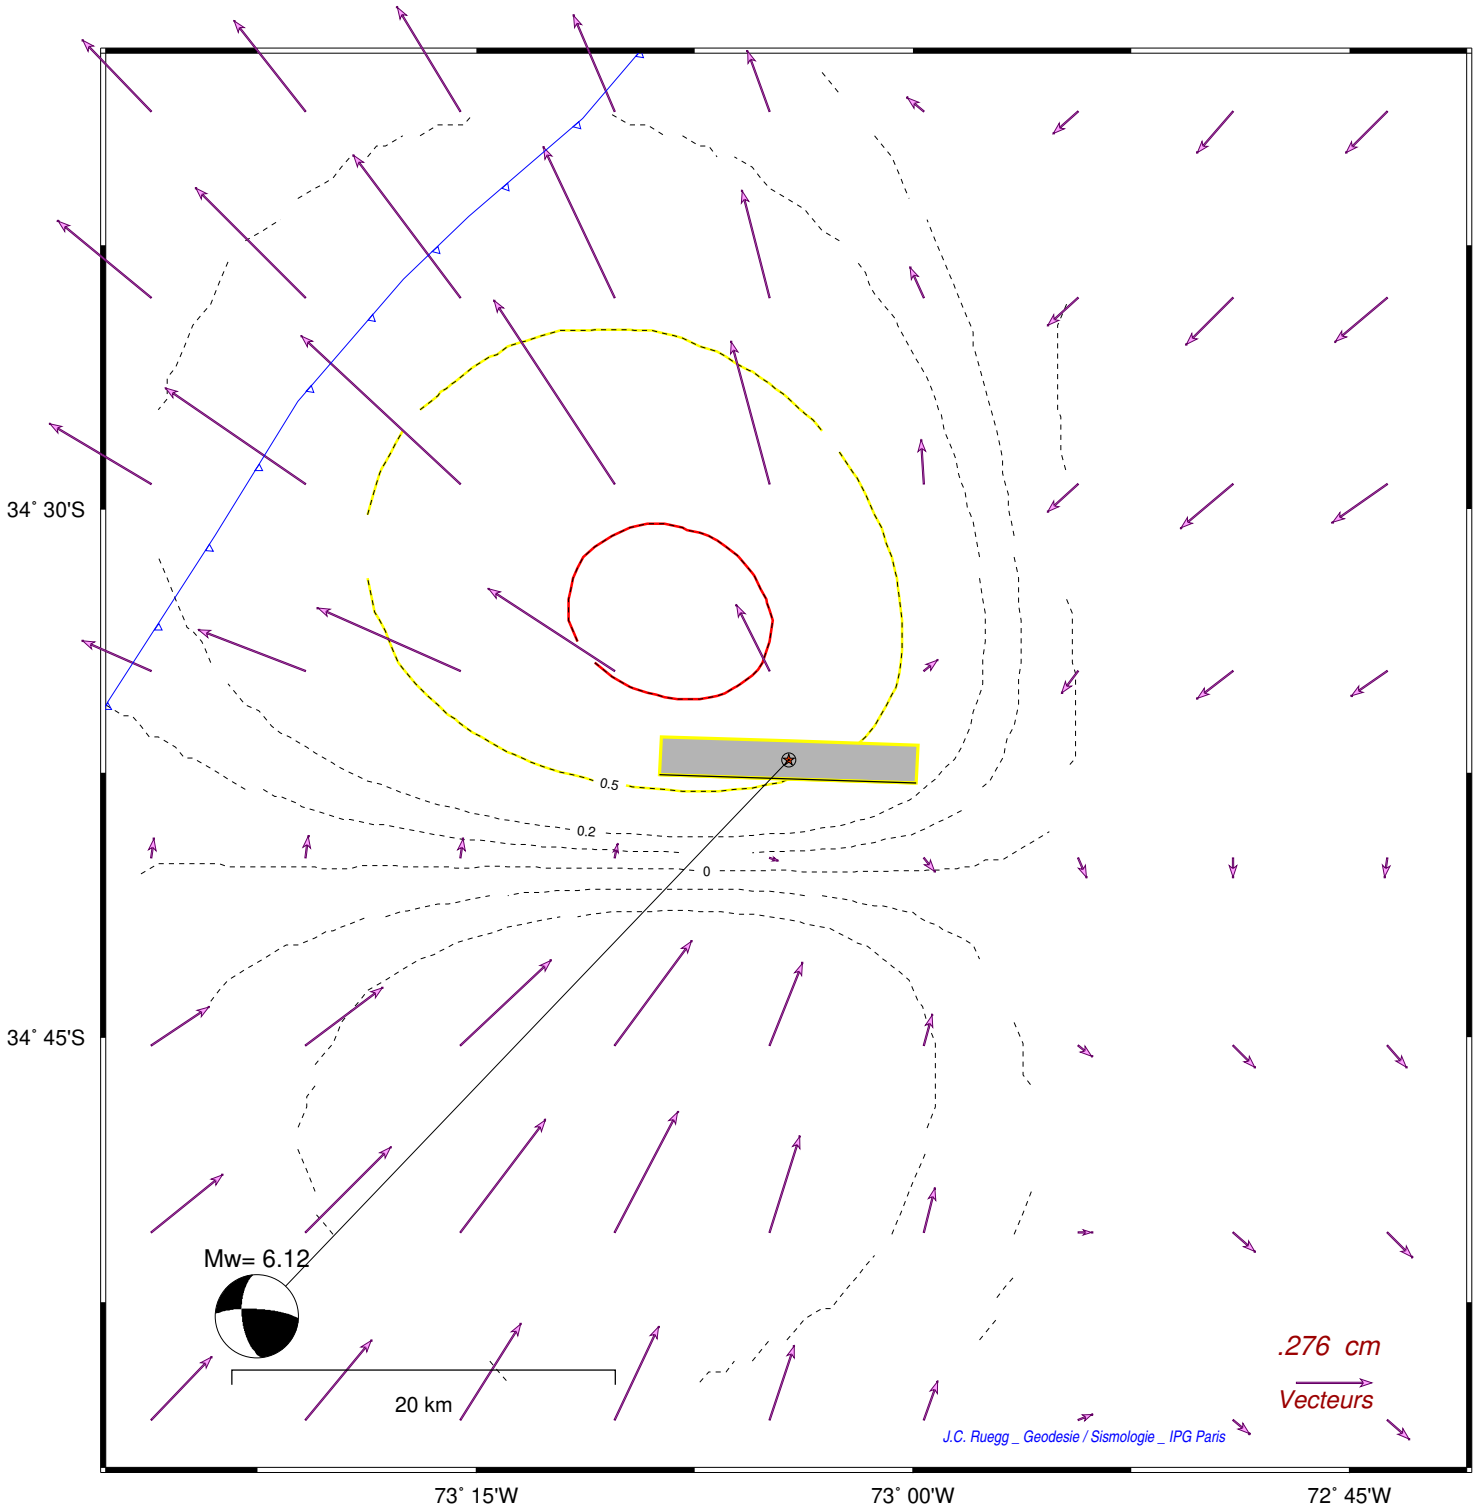 34° 30'S
0.5
0.2
0
34° 45'S
Mw= 6.12
.276 cm
Vecteurs
20 km
J.C. Ruegg _ Geodesie / Sismologie _ IPG Paris
73° 15'W
73° 00'W
72° 45'W